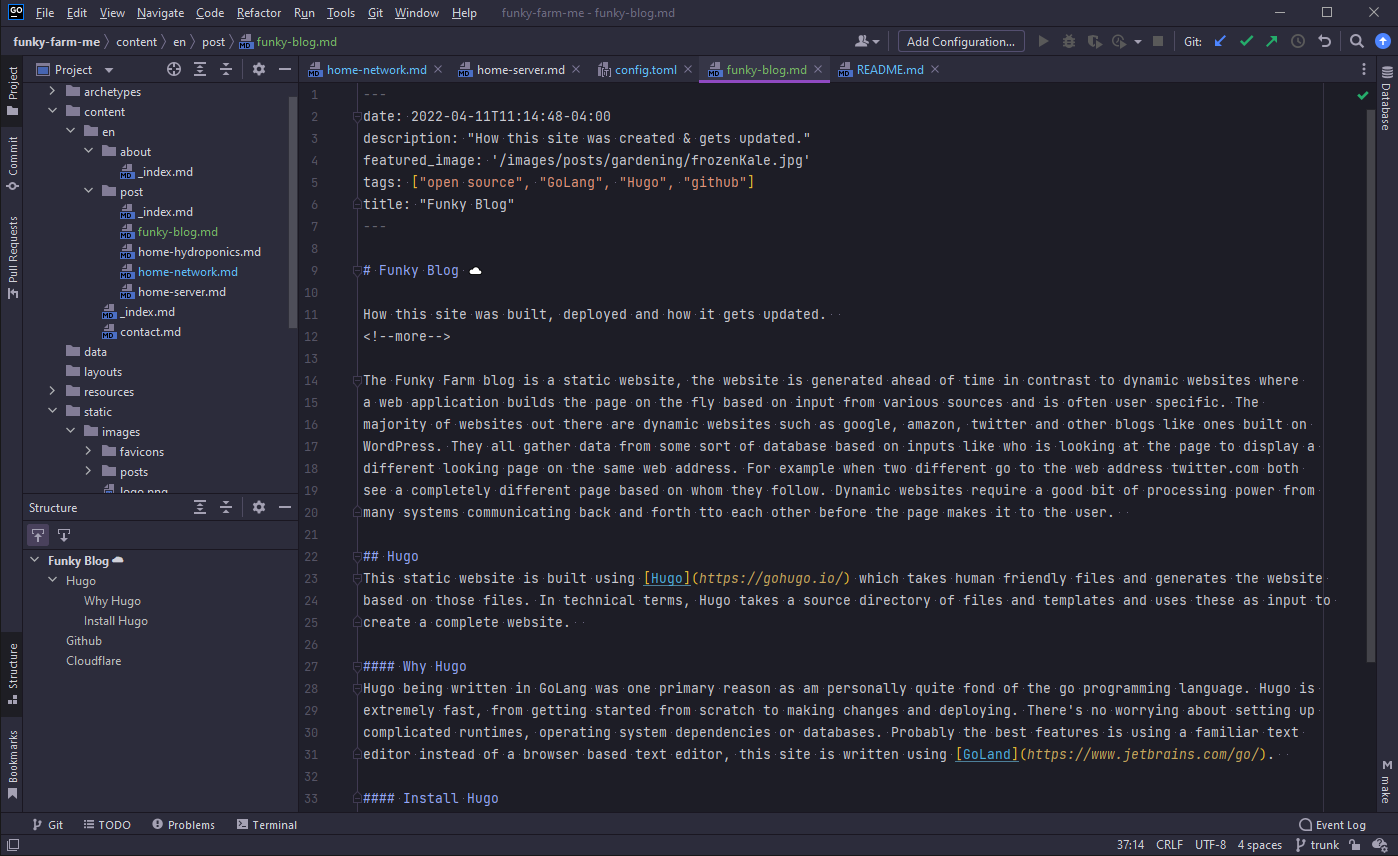 GO File Edit View Navigate Code Refactor Run Tools Git Window Help funky-farm-me - funky-blog.md
funky-farm-me content en post funky-blog.md Add Configuration... Git:
Project
home-network.md home-server.md config.toml funky-blog.md README.md
Project
Commit
Pull Requests
Structure
Bookmarks
archetypes
content
en
about
_index.md
post
_index.md
funky-blog.md
home-hydroponics.md
home-network.md
home-server.md
_index.md
contact.md
data
layouts
resources
static
images
favicons
posts
logo.png
Structure
Funky Blog
Hugo
Why Hugo
Install Hugo
Github
Cloudflare
1 ---
2 date: 2022-04-11T11:14:48-04:00
3 description: "How this site was created & gets updated."
4 featured_image: '/images/posts/gardening/frozenKale.jpg'
5 tags: ["open source", "GoLang", "Hugo", "github"]
6 title: "Funky Blog"
7 ---
8
9 # Funky Blog ☁
10
11 How this site was built, deployed and how it gets updated.
12 <!--more-->
13
14 The Funky Farm blog is a static website, the website is generated ahead of time in contrast to dynamic websites where
15 a web application builds the page on the fly based on input from various sources and is often user specific. The
16 majority of websites out there are dynamic websites such as google, amazon, twitter and other blogs like ones built on
17 WordPress. They all gather data from some sort of database based on inputs like who is looking at the page to display a
18 different looking page on the same web address. For example when two different go to the web address twitter.com both
19 see a completely different page based on whom they follow. Dynamic websites require a good bit of processing power from
20 many systems communicating back and forth tto each other before the page makes it to the user.
21
22 ## Hugo
23 This static website is built using [Hugo](https://gohugo.io/) which takes human friendly files and generates the website
24 based on those files. In technical terms, Hugo takes a source directory of files and templates and uses these as input to
25 create a complete website.
26
27 #### Why Hugo
28 Hugo being written in GoLang was one primary reason as am personally quite fond of the go programming language. Hugo is
29 extremely fast, from getting started from scratch to making changes and deploying. There's no worrying about setting up
30 complicated runtimes, operating system dependencies or databases. Probably the best features is using a familiar text
31 editor instead of a browser based text editor, this site is written using [GoLand](https://www.jetbrains.com/go/).
32
33 #### Install Hugo
Database
make
Git TODO Problems Terminal Event Log
37:14 CRLF UTF-8 4 spaces trunk